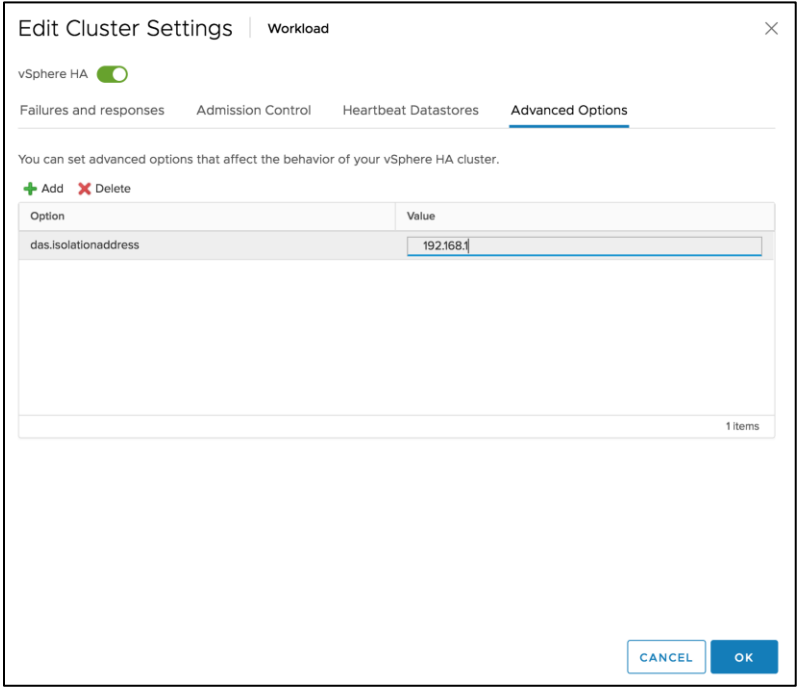 Edit Cluster Settings Workload
vSphere HA
Failures and responses Admission Control Heartbeat Datastores Advanced Options
You can set advanced options that affect the behavior of your vSphere HA cluster.
Add Delete
Option Value
das.isolationaddress 192.168.1
1 items
CANCEL OK